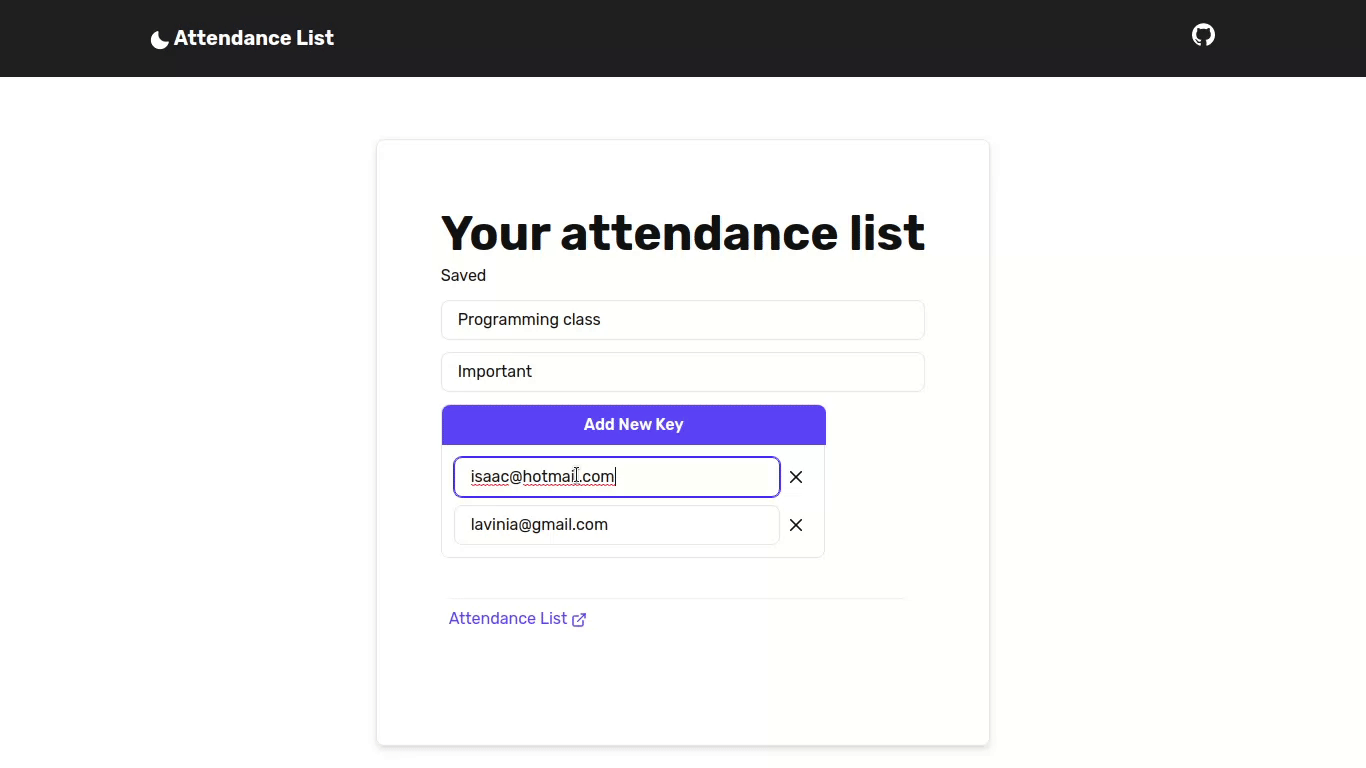 Attendance List
Your attendance list
Saved
Programming class
Important
Add New Key
isaac@hotmail.com
lavinia@gmail.com
Attendance List